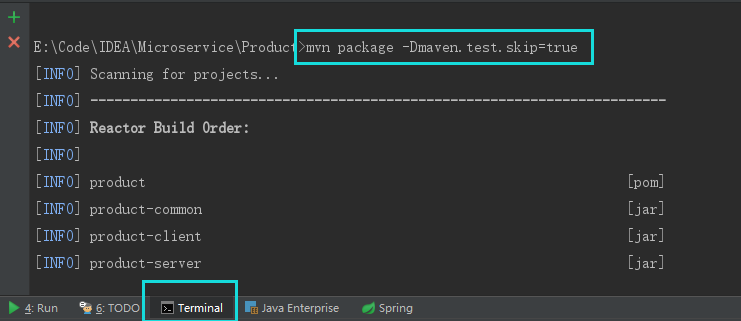 E:\Code\IDEA\Microservice\Product>mvn package -Dmaven.test.skip=true
[INFO] Scanning for projects...
[INFO] ------------------------------------------------------------------------
[INFO] Reactor Build Order:
[INFO]
[INFO] product [pom]
[INFO] product-common [jar]
[INFO] product-client [jar]
[INFO] product-server [jar]
4: Run 6: TODO Terminal Java Enterprise Spring